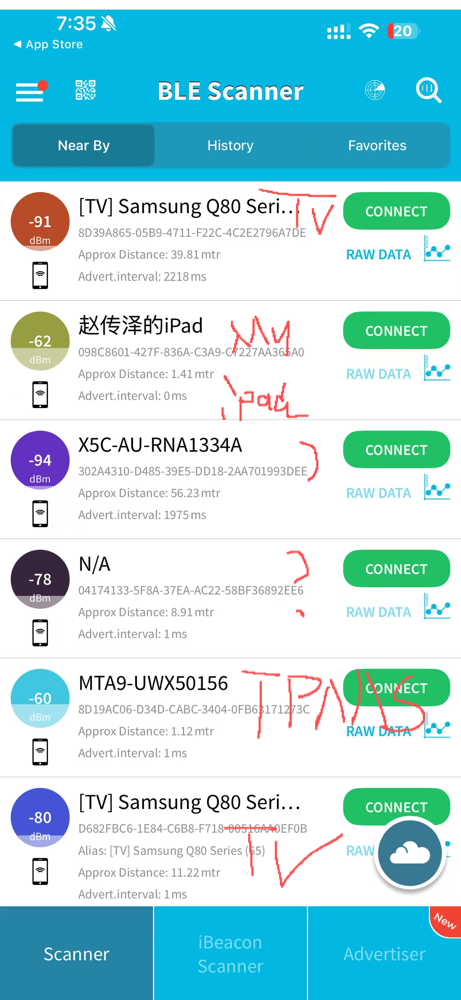 7:35
20
App Store
BLE Scanner
Near By
History
Favorites
-91
dBm
[TV] Samsung Q80 Seri...
TV
CONNECT
8D39A865-05B9-4711-F22C-4C2E2796A7DE
Approx Distance: 39.81 mtr
RAW DATA
Advert.interval: 2218 ms
-62
dBm
赵传泽的iPad
My
CONNECT
098C8601-427F-836A-C3A9-C7227AA365A0
Approx Distance: 1.41 mtr
RAW DATA
ipad
Advert.interval: 0 ms
-94
dBm
X5C-AU-RNA1334A
CONNECT
302A4310-D485-39E5-DD18-2AA701993DEE
Approx Distance: 56.23 mtr
RAW DATA
Advert.interval: 1975 ms
-78
dBm
N/A
?
CONNECT
04174133-5F8A-37EA-AC22-58BF36892EE6
Approx Distance: 8.91 mtr
RAW DATA
Advert.interval: 1 ms
-60
dBm
MTA9-UWX50156
TPMS
CONNECT
8D19AC06-D34D-CABC-3404-0FB63171273C
Approx Distance: 1.12 mtr
RAW DATA
Advert.interval: 1 ms
-80
dBm
[TV] Samsung Q80 Seri...
CONNECT
D682FBC6-1E84-C6B8-F718-00516AA0EF0B
TV
Alias: [TV] Samsung Q80 Series (65)
RAW
Approx Distance: 11.22 mtr
Advert.interval: 1 ms
Scanner
iBeacon
Scanner
Advertiser
New